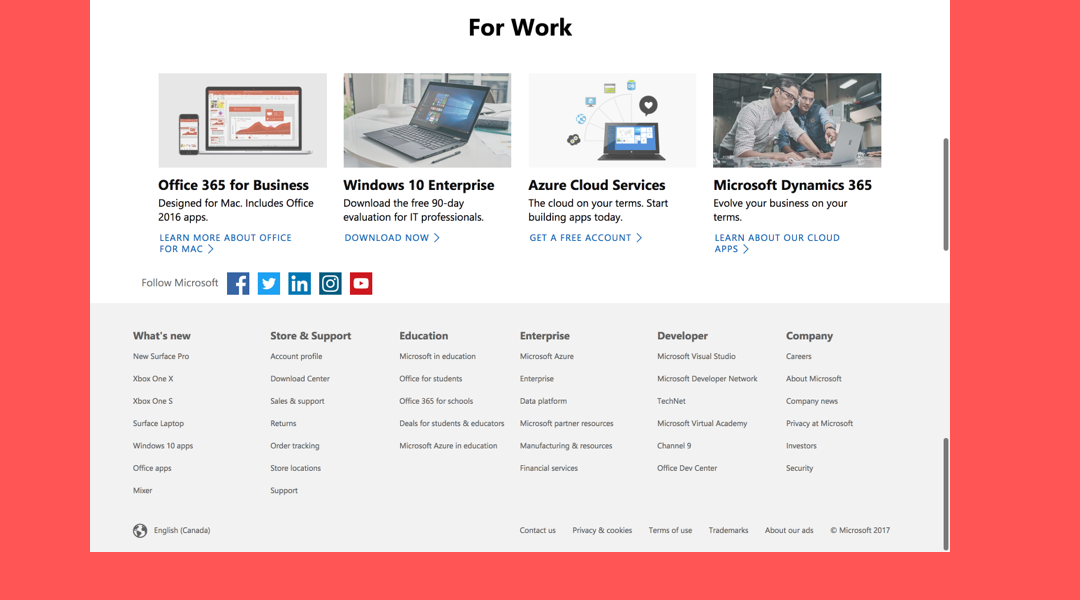 For Work
Office 365 for Business
Designed for Mac. Includes Office
2016 apps.
LEARN MORE ABOUT OFFICE
FOR MAC
Windows 10 Enterprise
Download the free 90-day
evaluation for IT professionals.
DOWNLOAD NOW
Azure Cloud Services
The cloud on your terms. Start
building apps today.
GET A FREE ACCOUNT
Microsoft Dynamics 365
Evolve your business on your
terms.
LEARN ABOUT OUR CLOUD
APPS
Follow Microsoft
What's new
New Surface Pro
Xbox One X
Xbox One S
Surface Laptop
Windows 10 apps
Office apps
Mixer
Store & Support
Account profile
Download Center
Sales & support
Returns
Order tracking
Store locations
Support
Education
Microsoft in education
Office for students
Office 365 for schools
Deals for students & educators
Microsoft Azure in education
Enterprise
Microsoft Azure
Enterprise
Data platform
Microsoft partner resources
Manufacturing & resources
Financial services
Developer
Microsoft Visual Studio
Microsoft Developer Network
TechNet
Microsoft Virtual Academy
Channel 9
Office Dev Center
Company
Careers
About Microsoft
Company news
Privacy at Microsoft
Investors
Security
English (Canada)
Contact us Privacy & cookies Terms of use Trademarks About our ads © Microsoft 2017